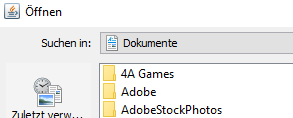 Öffnen
Suchen in: Dokumente
4A Games
Adobe
AdobeStockPhotos
Zuletzt verw...